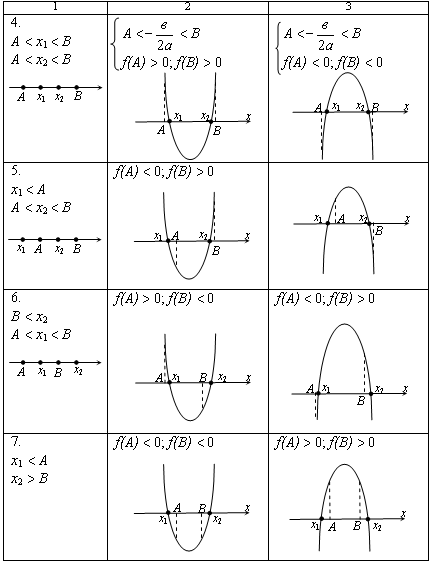 1 2 3
4.
A < x₁ < B
A < x₂ < B
A x₁ x₂ B
A < − в/2a < B
f(A) > 0; f(B) > 0
A x₁ x₂ B x
A < − в/2a < B
f(A) < 0; f(B) < 0
A x₁ x₂ B x
5.
x₁ < A
A < x₂ < B
x₁ A x₂ B
f(A) < 0; f(B) > 0
x₁ A x₂ B x
x₁ A x₂ B x
6.
B < x₂
A < x₁ < B
A x₁ B x₂
f(A) > 0; f(B) < 0
A x₁ B x₂ x
f(A) < 0; f(B) > 0
A x₁ B x₂ x
7.
x₁ < A
x₂ > B
f(A) < 0; f(B) < 0
x₁ A B x₂ x
f(A) > 0; f(B) > 0
x₁ A B x₂ x